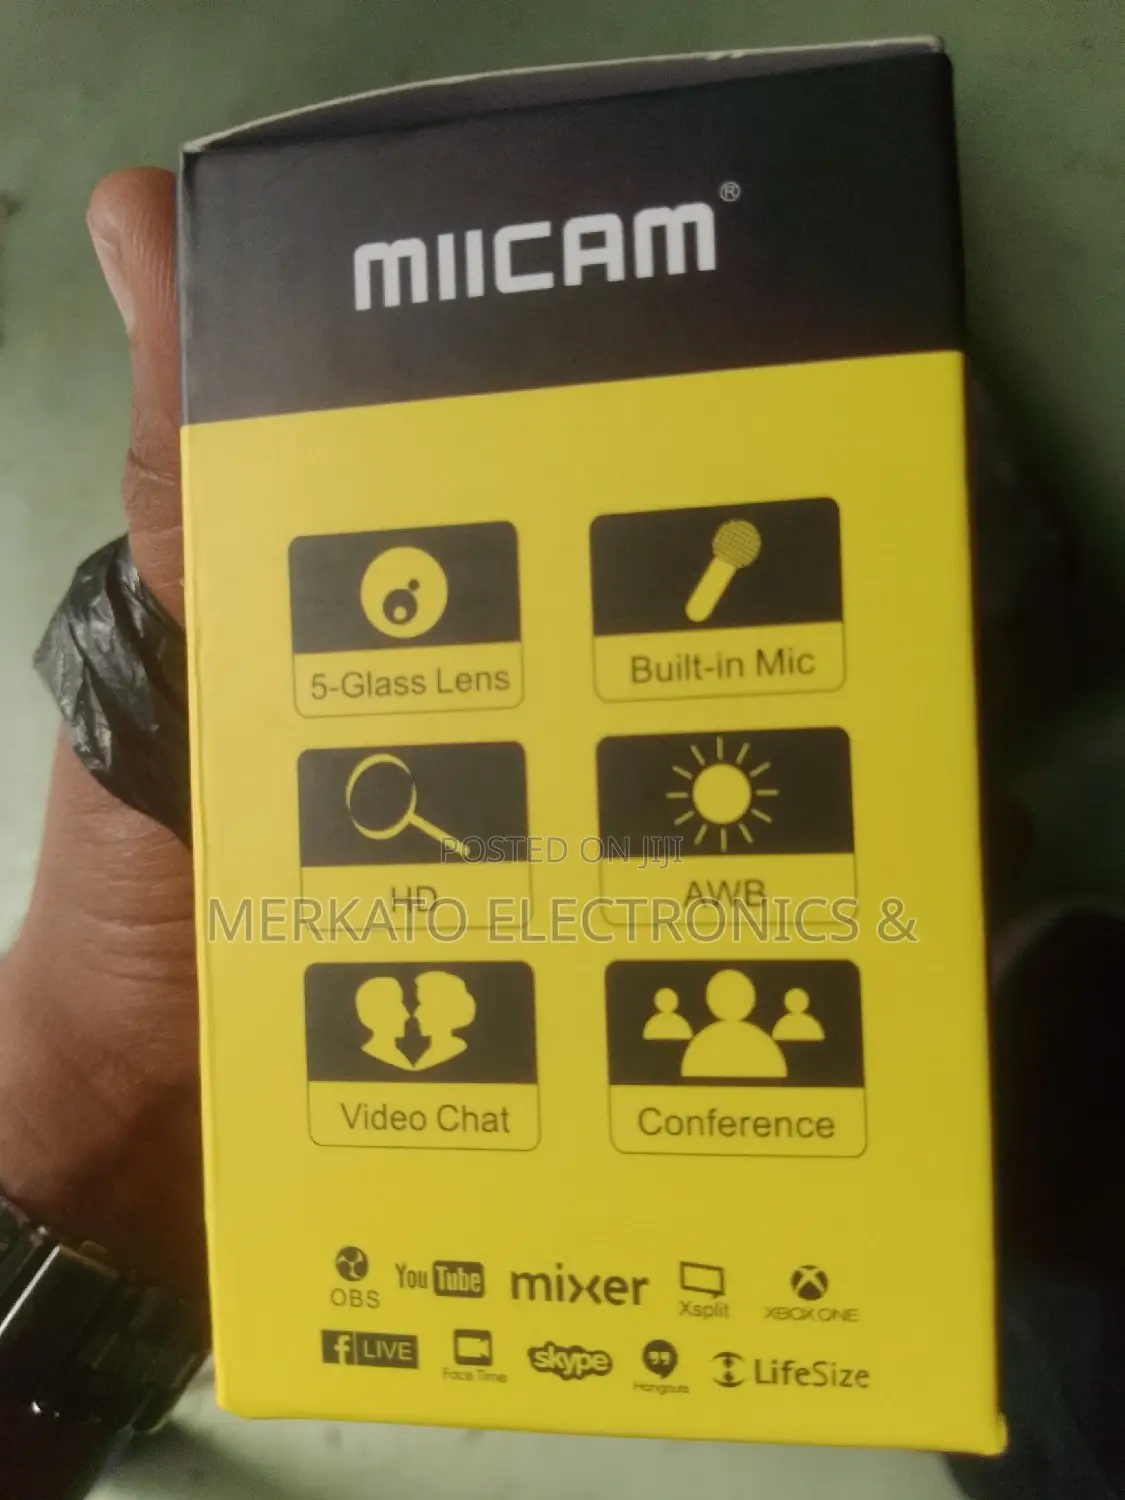 MIICAM®
5-Glass Lens
Built-in Mic
HD
AWB
POSTED ON JIJI
MERKATO ELECTRONICS &
Video Chat
Conference
OBS
YouTube
mixer
Xsplit
XBOX ONE
f LIVE
Face Time
skype
Hangouts
LifeSize